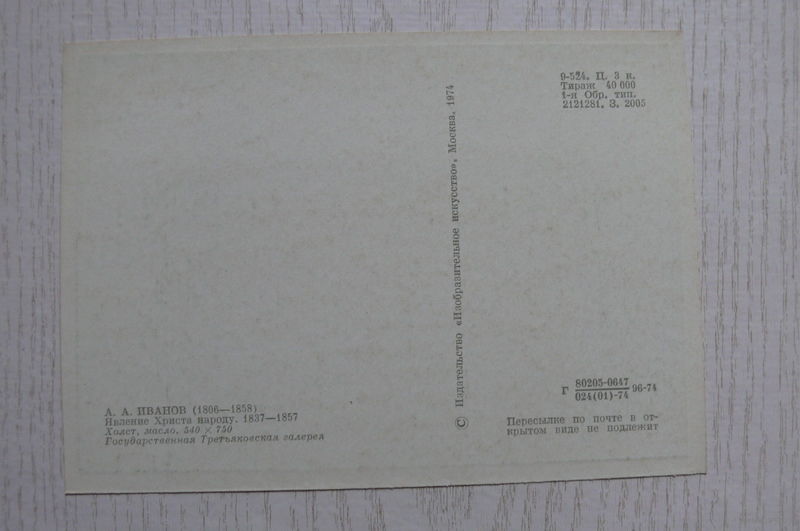 А. А. ИВАНОВ (1806—1858)
Явление Христа народу. 1837—1857
Холст, масло. 540 × 750
Государственная Третьяковская галерея
© Издательство «Изобразительное искусство». Москва. 1974
9-524. Ц. 3 к.
Тираж 40 000
1-я Обр. тип.
2121281. З. 2005
Г 80205-0647 96-74
024(01)-74
Пересылке по почте в от-
крытом виде не подлежит